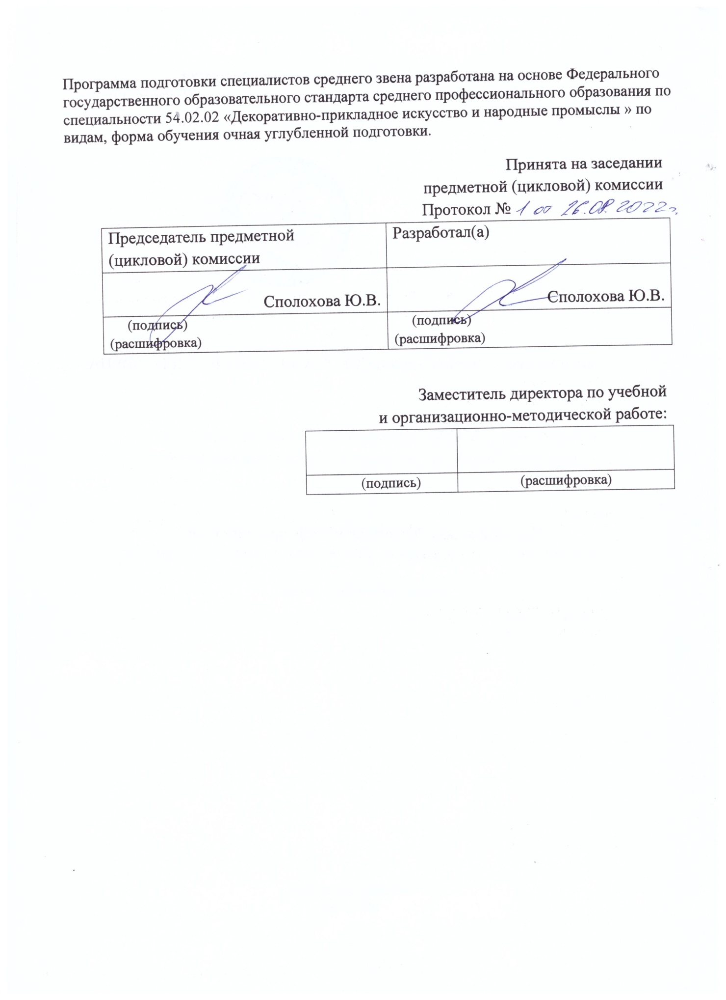 Программа подготовки специалистов среднего звена разработана на основе Федерального
государственного образовательного стандарта среднего профессионального образования по
специальности 54.02.02 «Декоративно-прикладное искусство и народные промыслы » по
видам, форма обучения очная углубленной подготовки.
Принята на заседании
предметной (цикловой) комиссии
Протокол № 1 от 26.08.2022г.
Председатель предметной
(цикловой) комиссии
Разработал(а)
Сполохова Ю.В.
Сполохова Ю.В.
(подпись)
(расшифровка)
(подпись)
(расшифровка)
Заместитель директора по учебной
и организационно-методической работе:
(подпись)
(расшифровка)